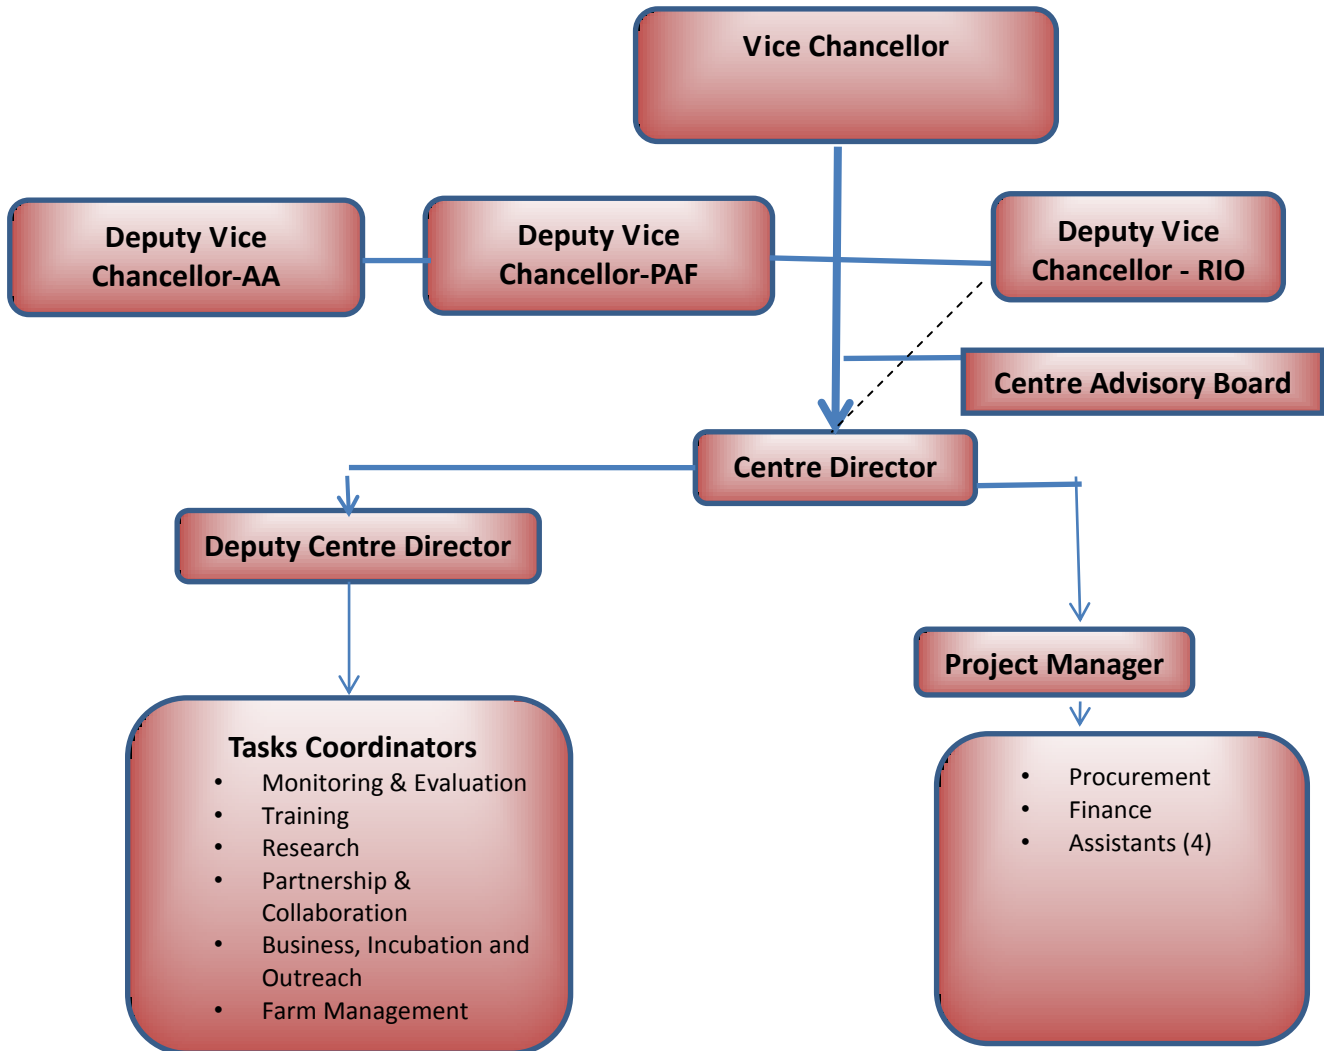 Vice Chancellor
Deputy Vice
Chancellor-AA
Deputy Vice
Chancellor-PAF
Deputy Vice
Chancellor - RIO
Centre Advisory Board
Centre Director
Deputy Centre Director
Project Manager
Tasks Coordinators
• Monitoring & Evaluation
• Training
• Research
• Partnership &
Collaboration
• Business, Incubation and
Outreach
• Farm Management
• Procurement
• Finance
• Assistants (4)